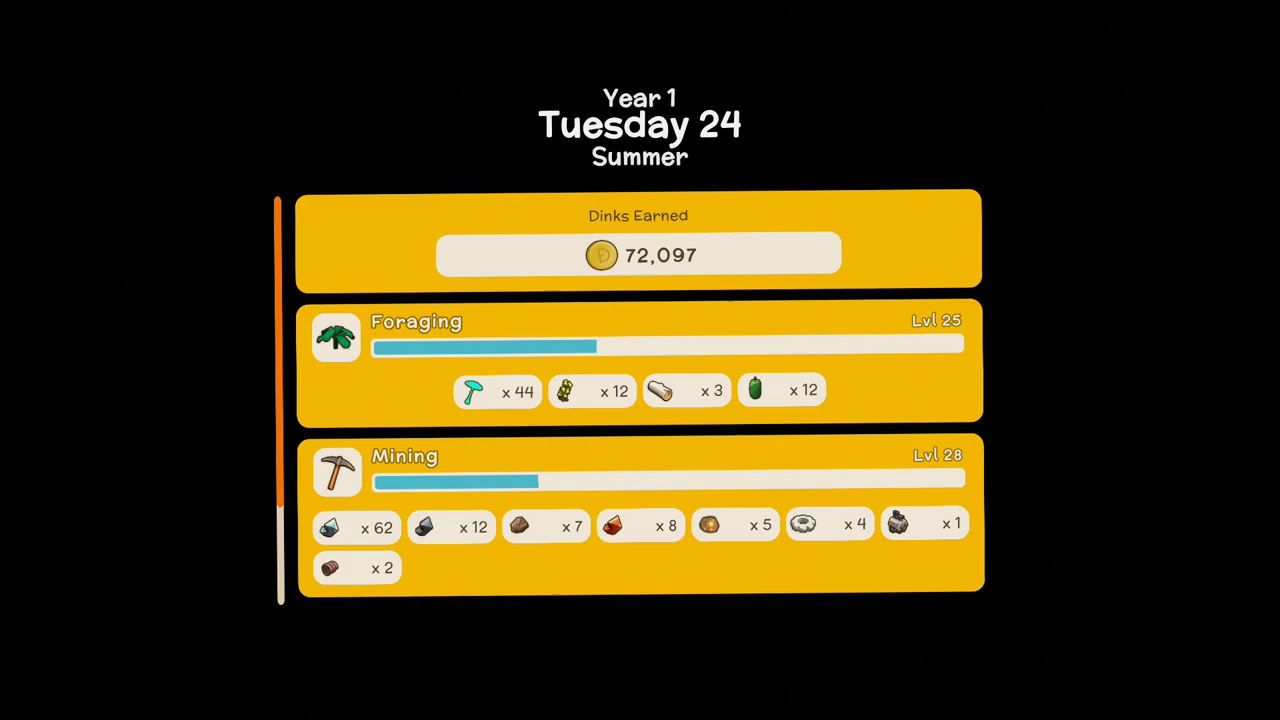 Year 1
Tuesday 24
Summer
Dinks Earned
72,097
Foraging Lvl 25
x 44 x 12 x 3 x 12
Mining Lvl 28
x 62 x 12 x 7 x 8 x 5 x 4 x 1
x 2